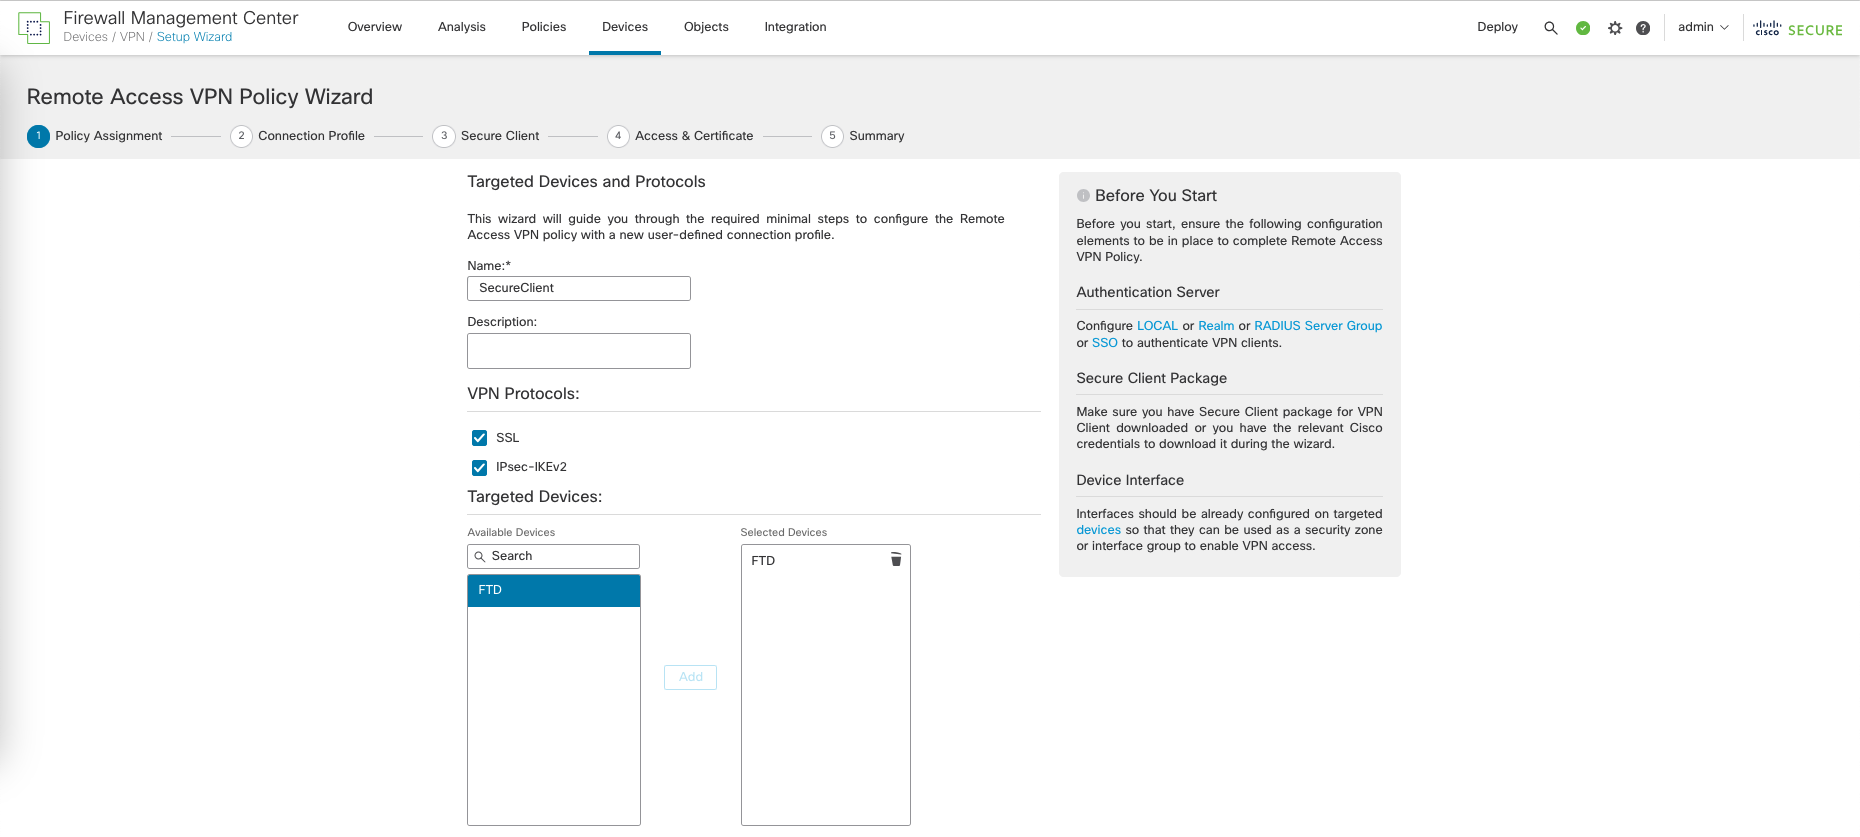 Firewall Management Center
Devices / VPN / Setup Wizard
Overview
Analysis
Policies
Devices
Objects
Integration
Deploy
admin
cisco SECURE
Remote Access VPN Policy Wizard
1 Policy Assignment
2 Connection Profile
3 Secure Client
4 Access & Certificate
5 Summary
Targeted Devices and Protocols
This wizard will guide you through the required minimal steps to configure the Remote
Access VPN policy with a new user-defined connection profile.
Name:*
SecureClient
Description:
VPN Protocols:
SSL
IPsec-IKEv2
Targeted Devices:
Available Devices
Search
FTD
Add
Selected Devices
FTD
Before You Start
Before you start, ensure the following configuration
elements to be in place to complete Remote Access
VPN Policy.
Authentication Server
Configure LOCAL or Realm or RADIUS Server Group
or SSO to authenticate VPN clients.
Secure Client Package
Make sure you have Secure Client package for VPN
Client downloaded or you have the relevant Cisco
credentials to download it during the wizard.
Device Interface
Interfaces should be already configured on targeted
devices so that they can be used as a security zone
or interface group to enable VPN access.